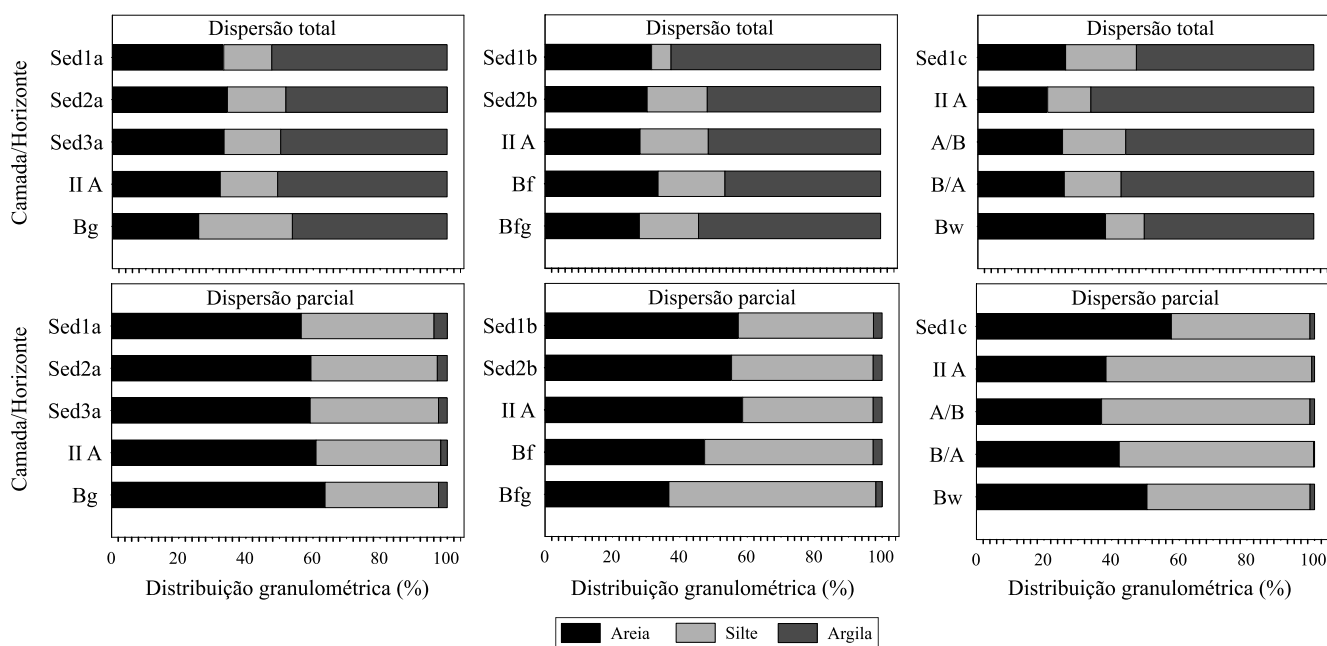 Dispersão total
Sed1a
Sed2a
Sed3a
II A
Bg
Camada/Horizonte
Dispersão total
Sed1b
Sed2b
II A
Bf
Bfg
Dispersão total
Sed1c
II A
A/B
B/A
Bw
Dispersão parcial
Sed1a
Sed2a
Sed3a
II A
Bg
Camada/Horizonte
0 20 40 60 80 100
Distribuição granulométrica (%)
Dispersão parcial
Sed1b
Sed2b
II A
Bf
Bfg
0 20 40 60 80 100
Distribuição granulométrica (%)
Dispersão parcial
Sed1c
II A
A/B
B/A
Bw
0 20 40 60 80 100
Distribuição granulométrica (%)
Areia Silte Argila